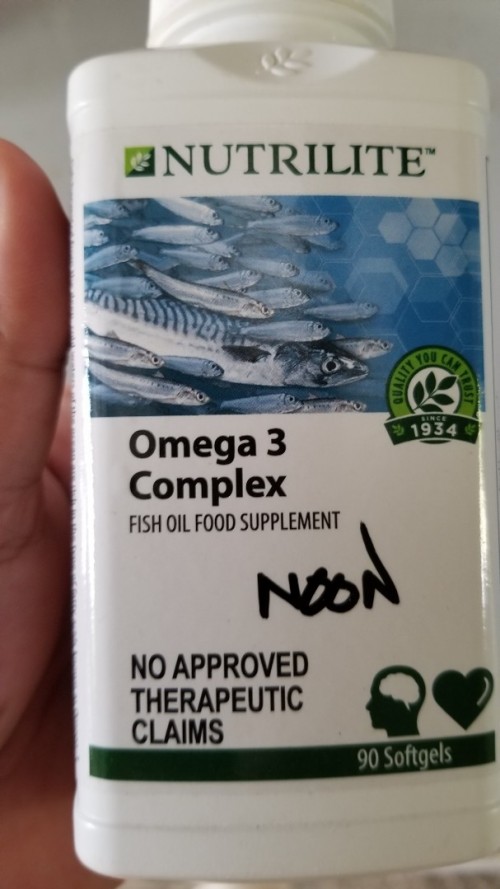 NUTRILITE™
QUALITY YOU CAN TRUST
SINCE
1934
Omega 3
Complex
FISH OIL FOOD SUPPLEMENT
NOON
NO APPROVED
THERAPEUTIC
CLAIMS
90 Softgels